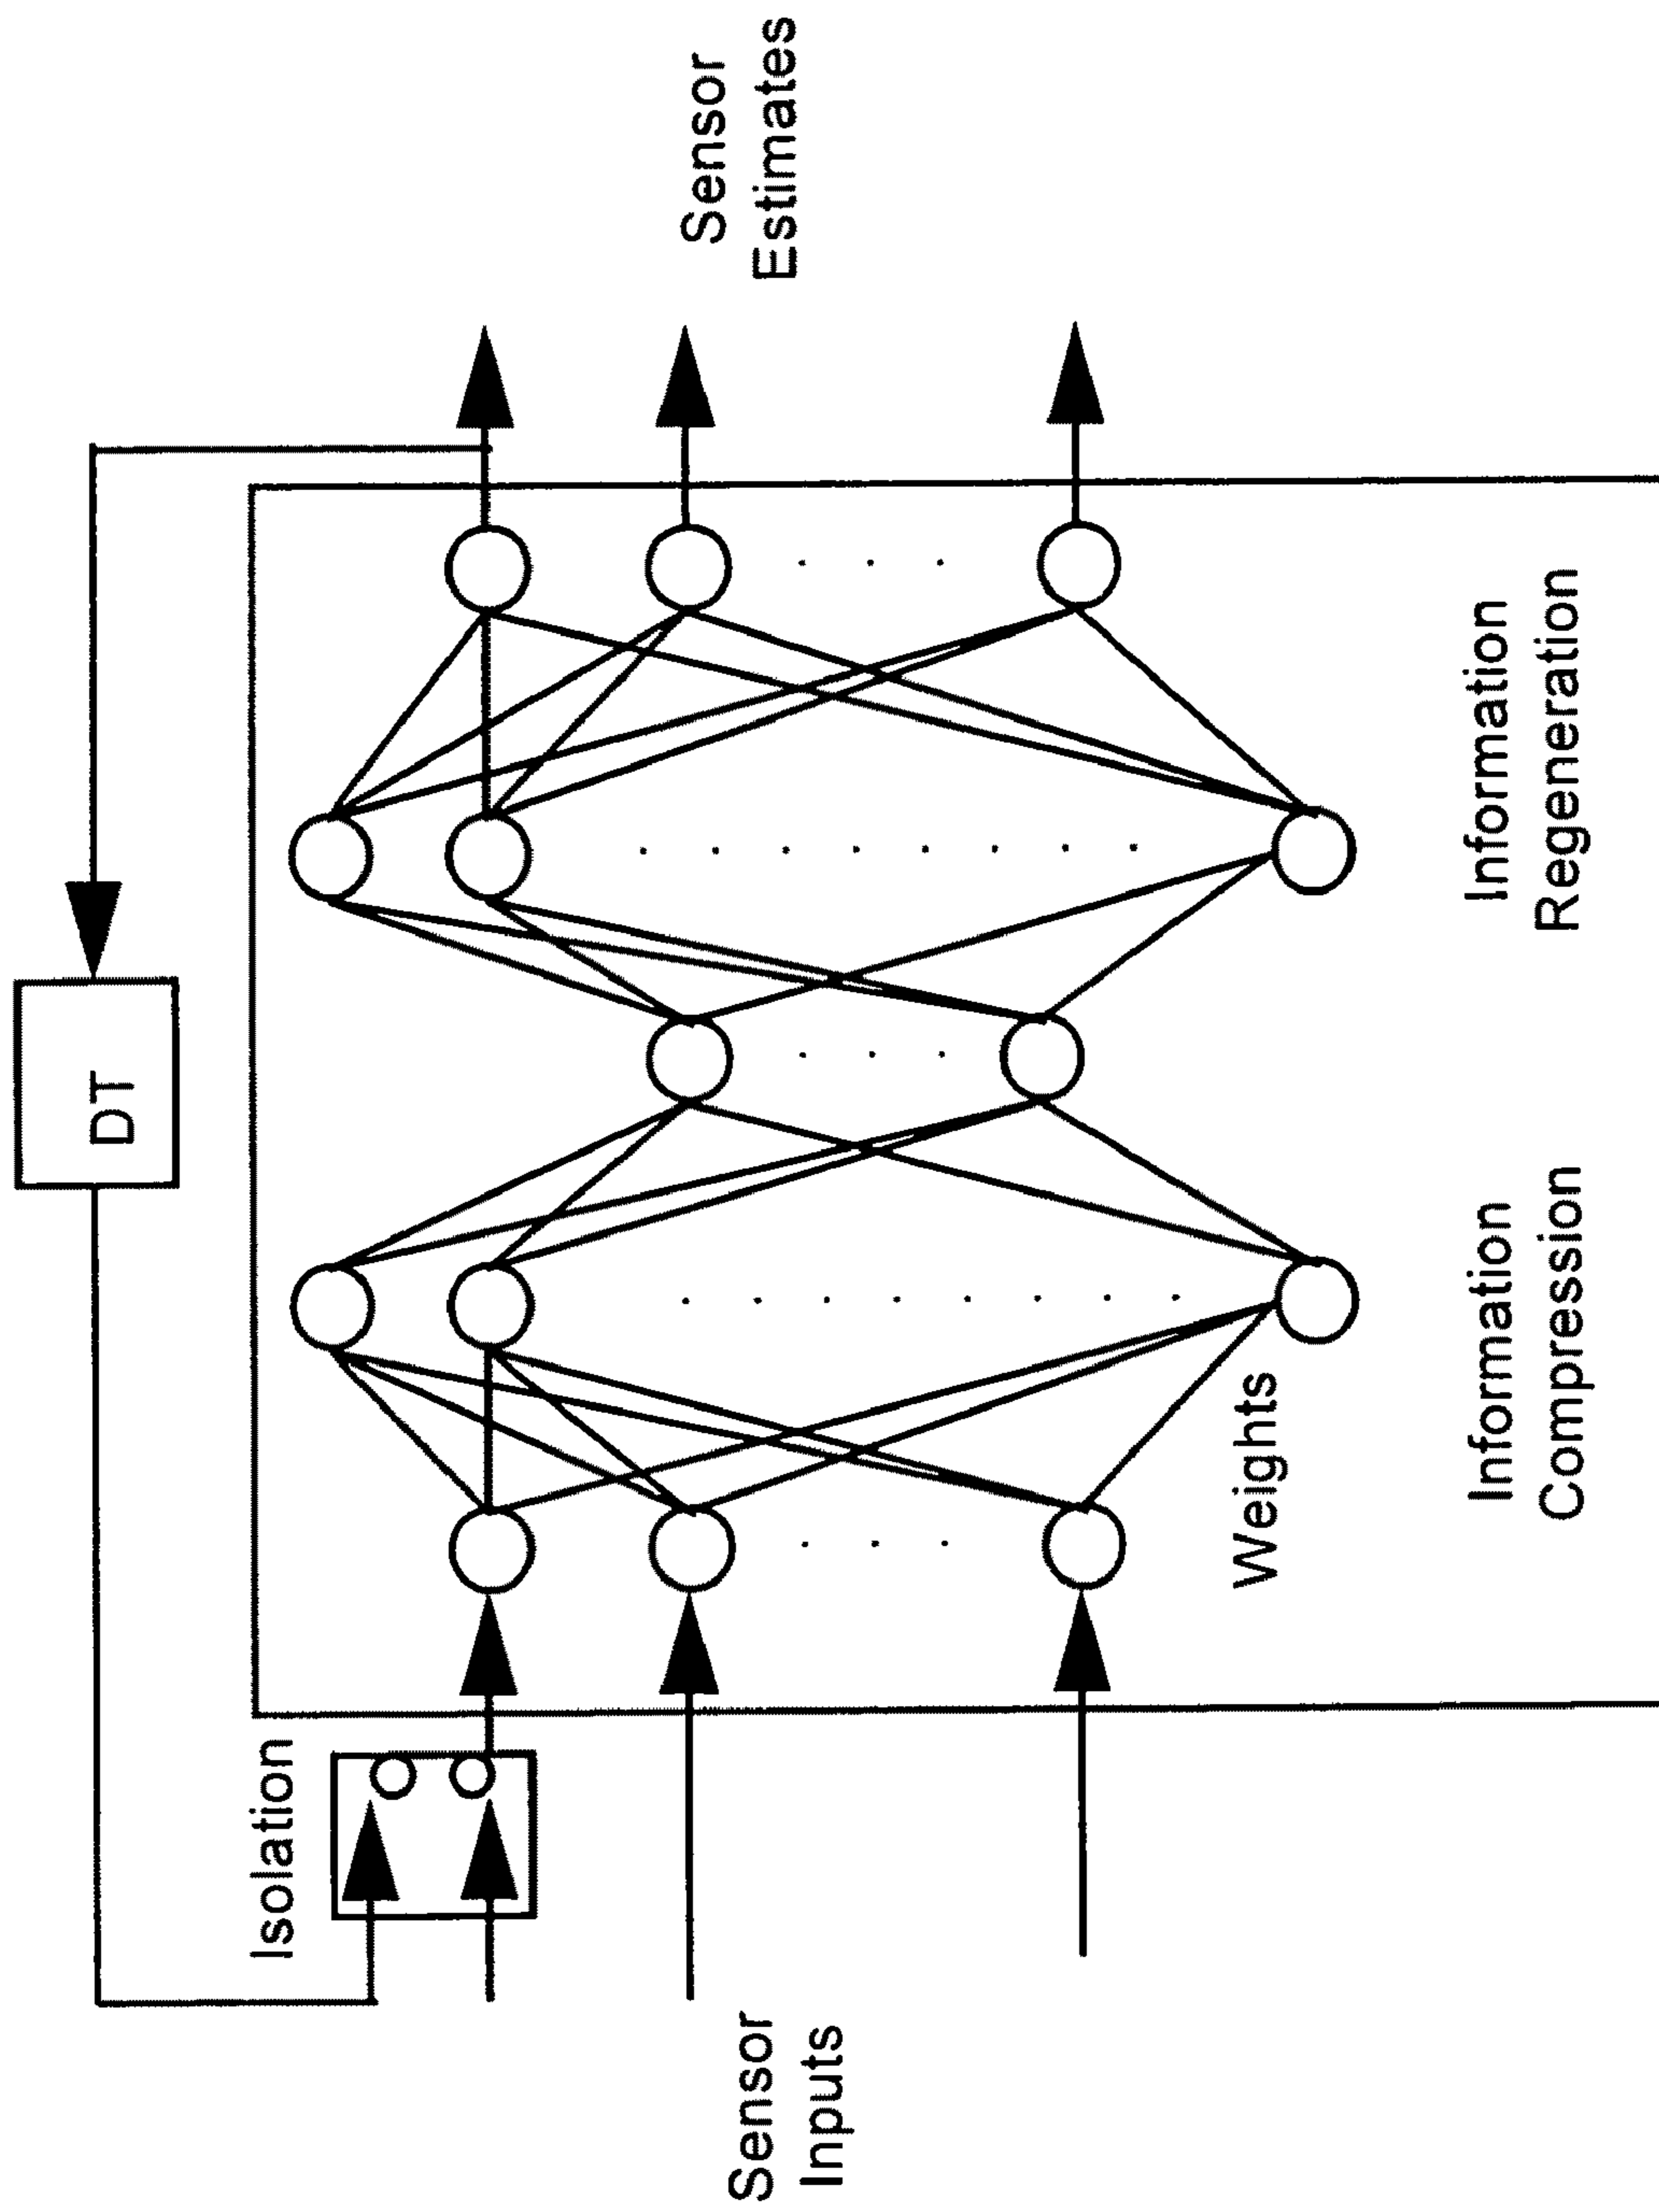 DT
Isolation
Sensor
Inputs
Weights
Sensor
Estimates
Information
Compression
Information
Regeneration